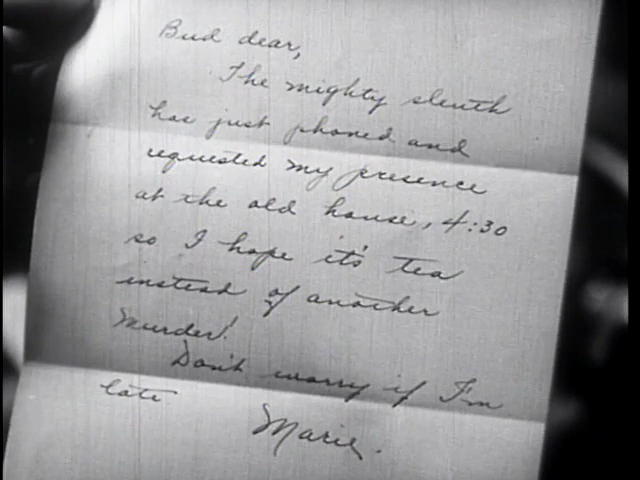 Bud dear,
The mighty sleuth
has just phoned and
requested my presence
at the old house, 4:30
so I hope it's tea
instead of another
murder!
Don't worry if I'm
late.
Marie.